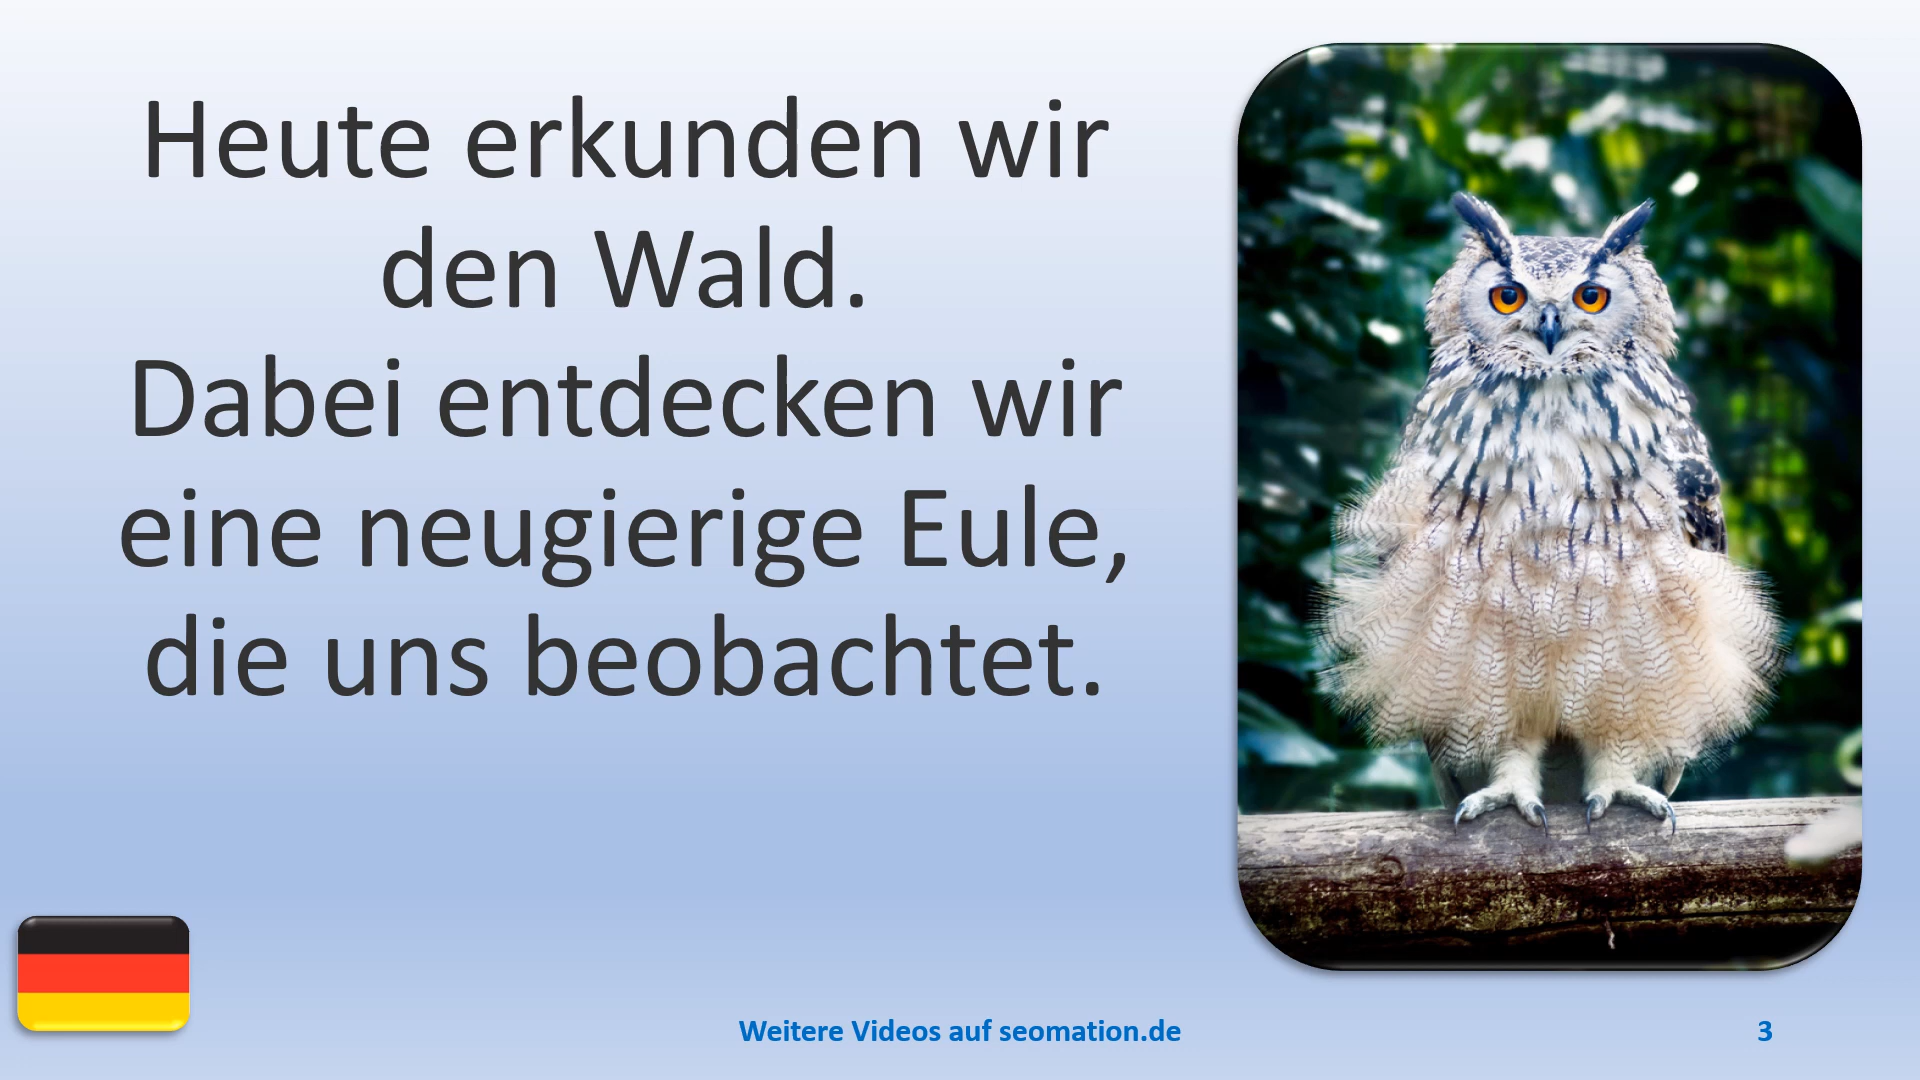 Heute erkunden wir
den Wald.
Dabei entdecken wir
eine neugierige Eule,
die uns beobachtet.
Weitere Videos auf seomation.de
3